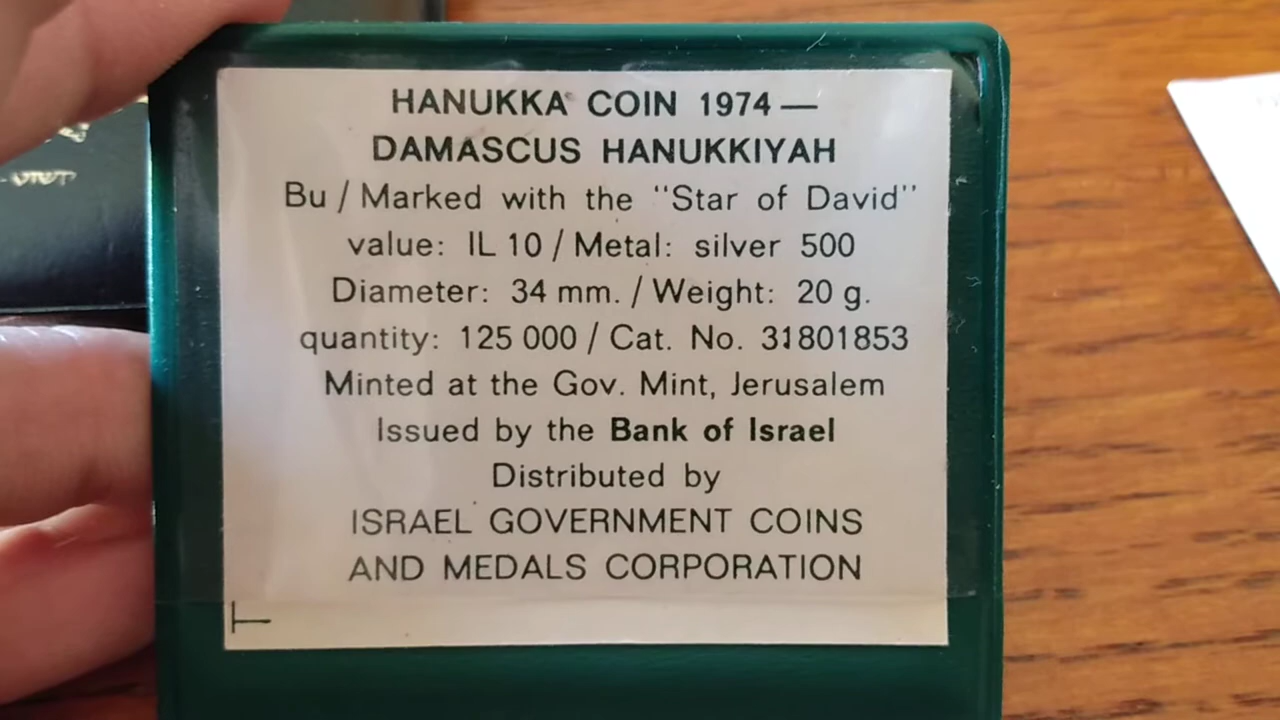 HANUKKA COIN 1974 —
DAMASCUS HANUKKIYAH
Bu / Marked with the "Star of David"
value: IL 10 / Metal: silver 500
Diameter: 34 mm. / Weight: 20 g.
quantity: 125 000 / Cat. No. 31801853
Minted at the Gov. Mint, Jerusalem
Issued by the Bank of Israel
Distributed by
ISRAEL GOVERNMENT COINS
AND MEDALS CORPORATION